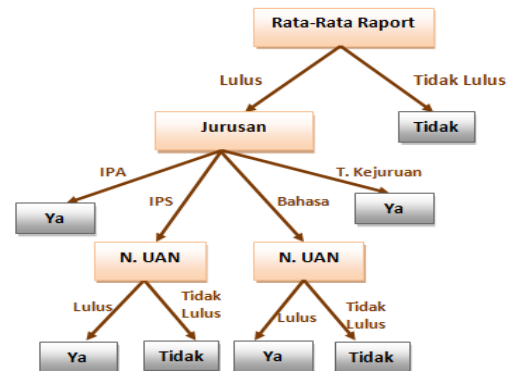 Rata-Rata Raport
Lulus
Tidak Lulus
Jurusan
Tidak
IPA
T. Kejuruan
IPS
Bahasa
Ya
Ya
N. UAN
N. UAN
Lulus
Tidak
Lulus
Lulus
Tidak
Lulus
Ya
Tidak
Ya
Tidak